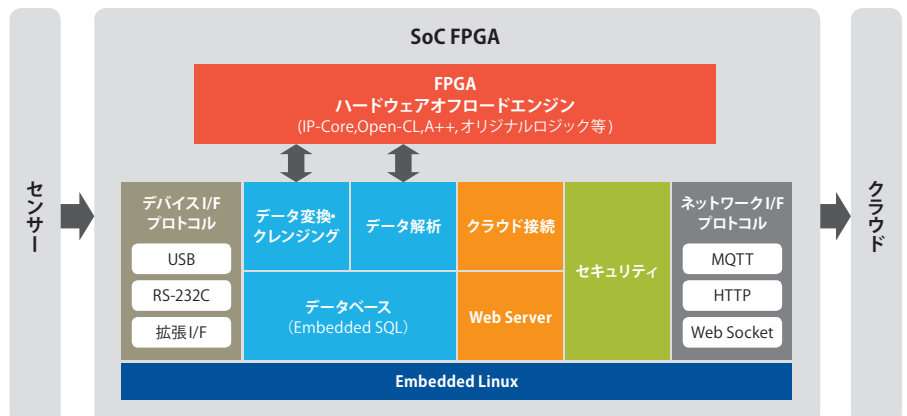 SoC FPGA
FPGA
ハードウェアオフロードエンジン
(IP-Core,Open-CL,A++,オリジナルロジック等)
センサー
デバイスI/F
プロトコル
USB
RS-232C
拡張I/F
データ変換・
クレンジング
データ解析
データベース
（Embedded SQL）
クラウド接続
Web Server
セキュリティ
ネットワークI/F
プロトコル
MQTT
HTTP
Web Socket
Embedded Linux
クラウド